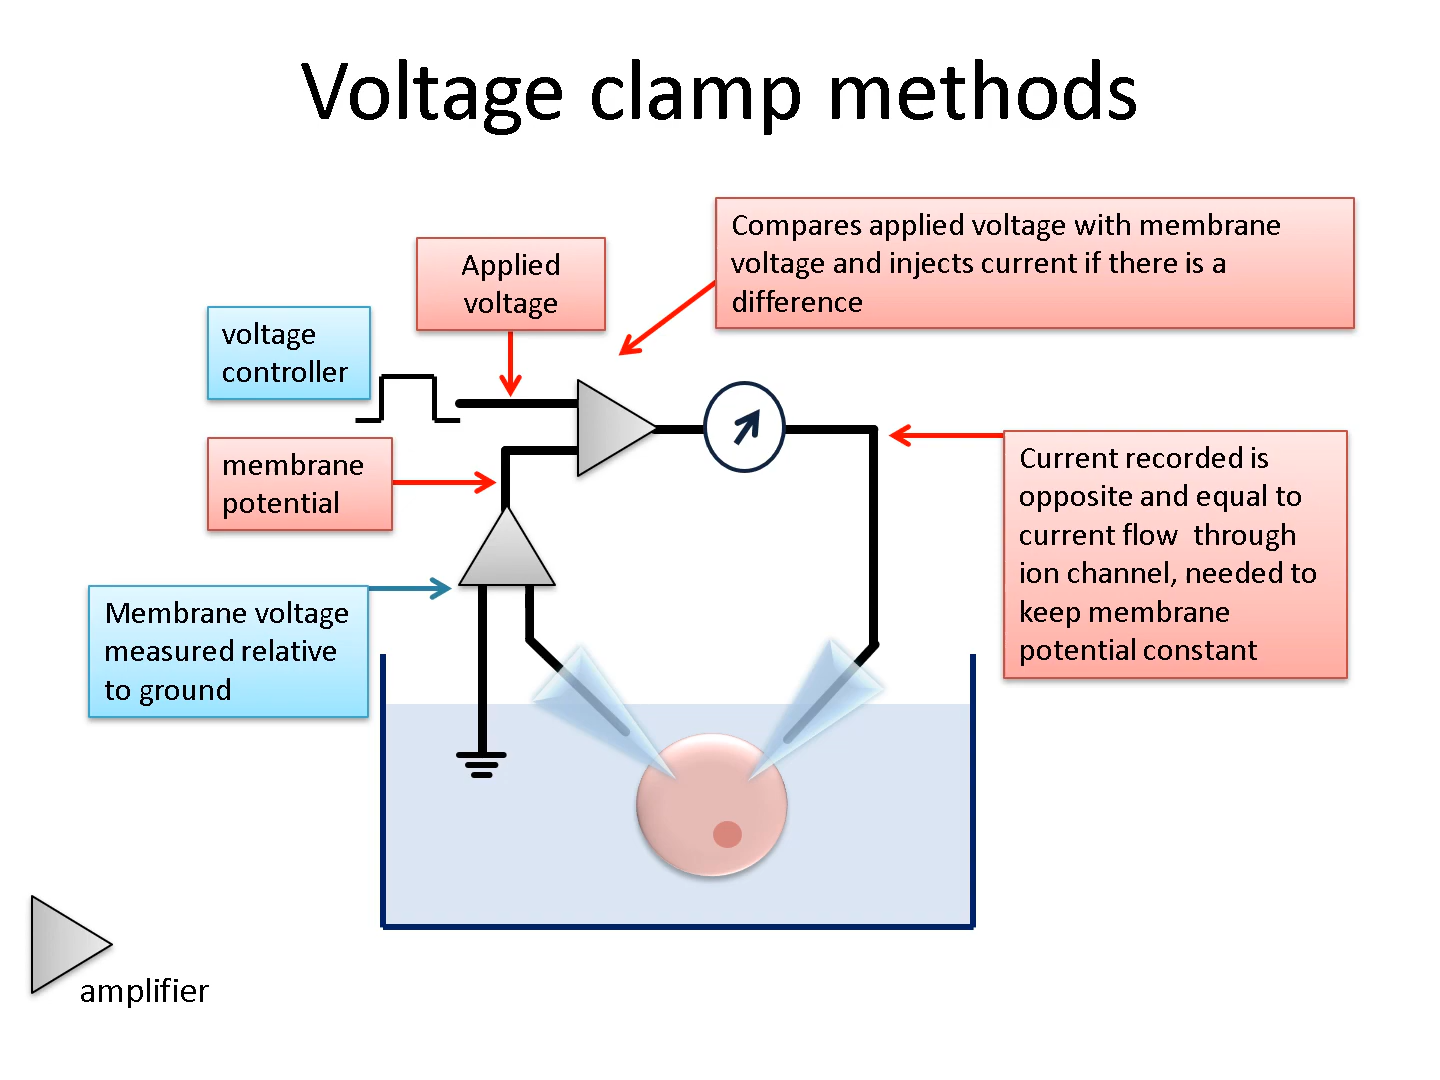 Voltage clamp methods
Compares applied voltage with membrane
voltage and injects current if there is a
difference
Applied
voltage
voltage
controller
membrane
potential
Current recorded is
opposite and equal to
current flow  through
ion channel, needed to
keep membrane
potential constant
Membrane voltage
measured relative
to ground
amplifier